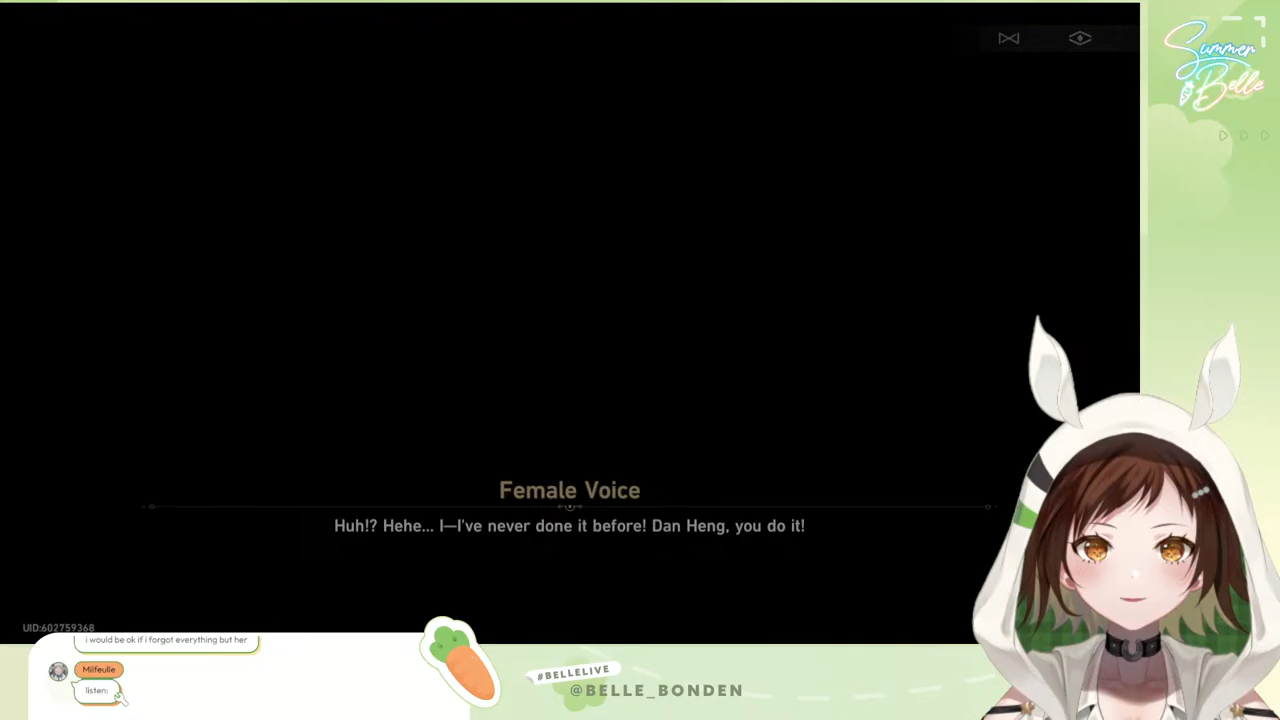 Summer
Belle
Female Voice
Huh!? Hehe... I—I've never done it before! Dan Heng, you do it!
UID:602759368
i would be ok if i forgot everything but her
Milfeulle
listen:
#BELLELIVE
@BELLE_BONDEN